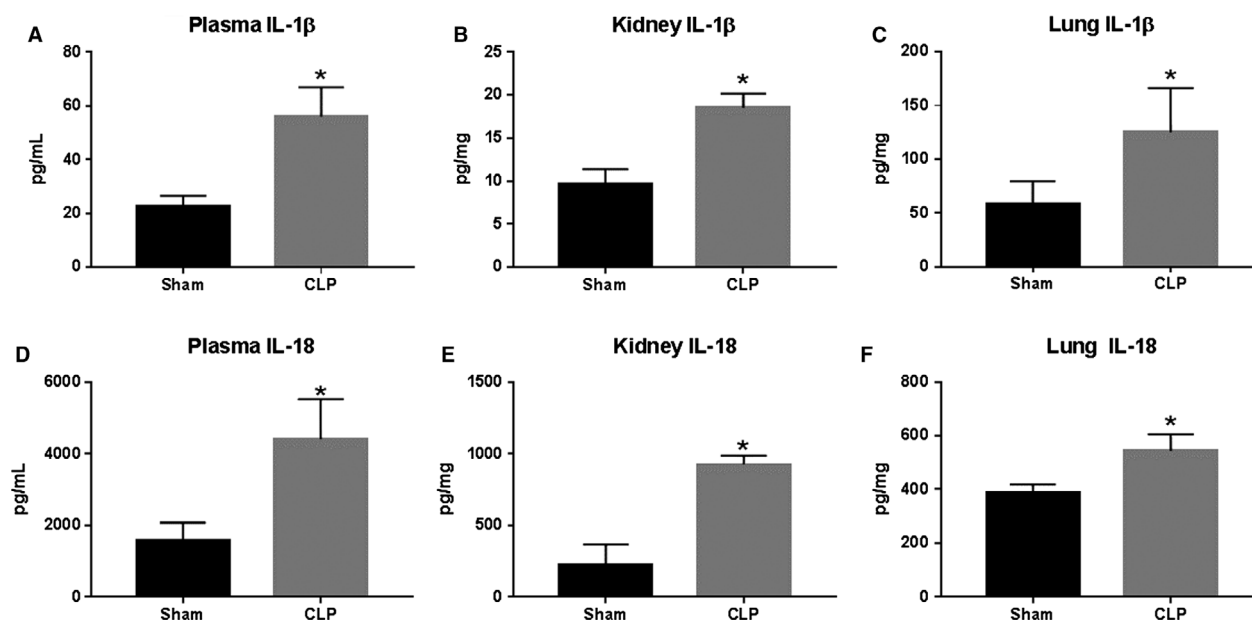 A
Plasma IL-1β
80
60
40
20
0
pg/mL
*
Sham
CLP
B
Kidney IL-1β
25
20
15
10
5
0
pg/mg
*
Sham
CLP
C
Lung IL-1β
200
150
100
50
0
pg/mg
*
Sham
CLP
D
Plasma IL-18
6000
4000
2000
0
pg/mL
*
Sham
CLP
E
Kidney IL-18
1500
1000
500
0
pg/mg
*
Sham
CLP
F
Lung IL-18
800
600
400
200
0
pg/mg
*
Sham
CLP